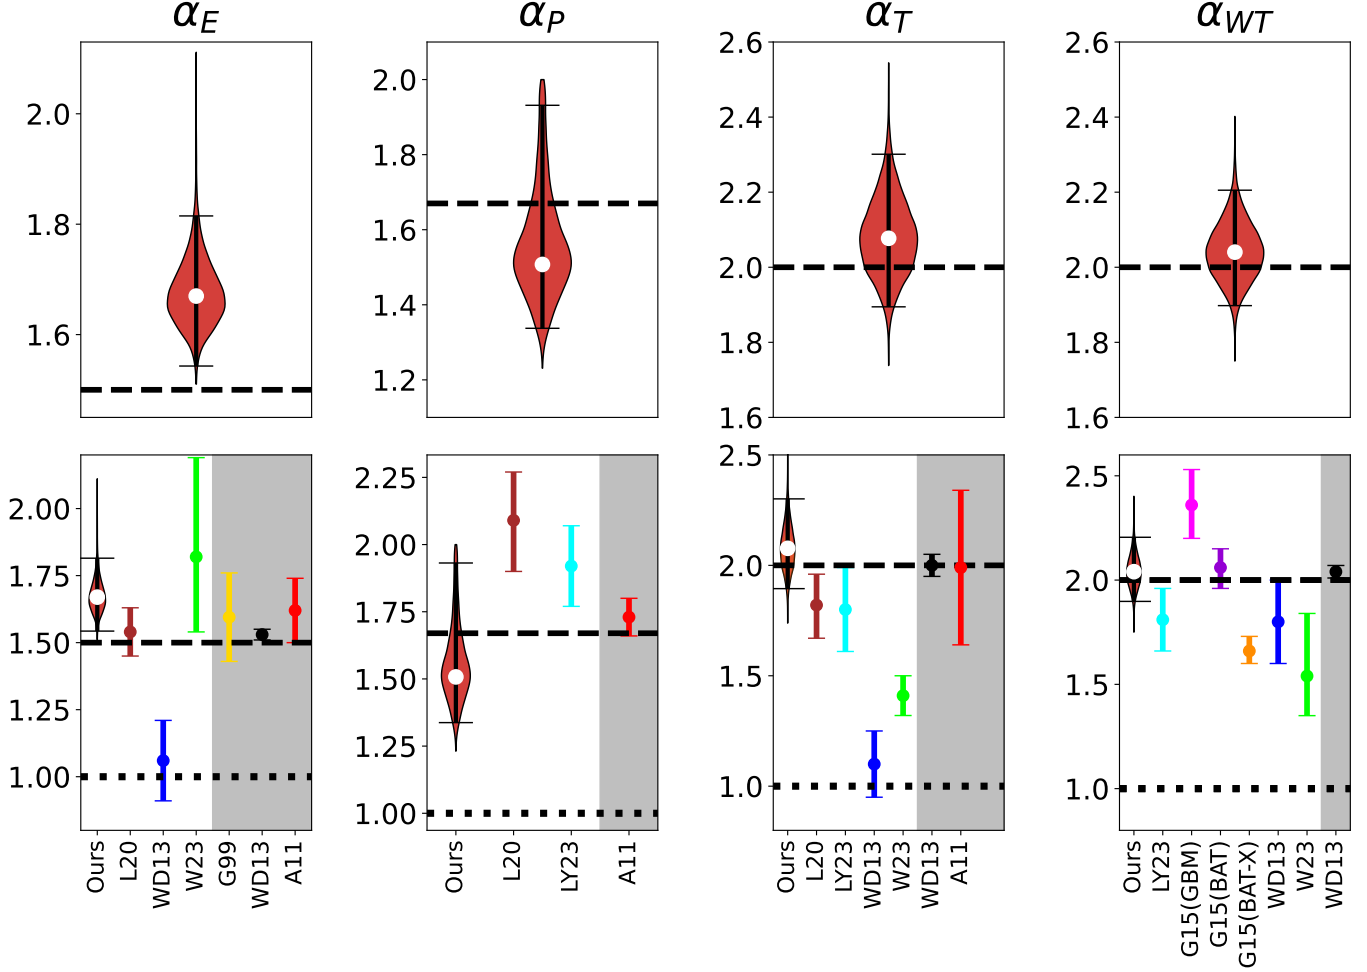 α_E
α_P
α_T
α_WT
2.0
1.8
1.6
2.0
1.8
1.6
1.4
1.2
2.6
2.4
2.2
2.0
1.8
1.6
2.6
2.4
2.2
2.0
1.8
1.6
2.00
1.75
1.50
1.25
1.00
Ours
L20
WD13
W23
G99
WD13
A11
2.25
2.00
1.75
1.50
1.25
1.00
Ours
L20
LY23
A11
2.5
2.0
1.5
1.0
Ours
L20
LY23
WD13
W23
WD13
A11
2.5
2.0
1.5
1.0
Ours
LY23
G15(GBM)
G15(BAT)
G15(BAT-X)
WD13
W23
WD13